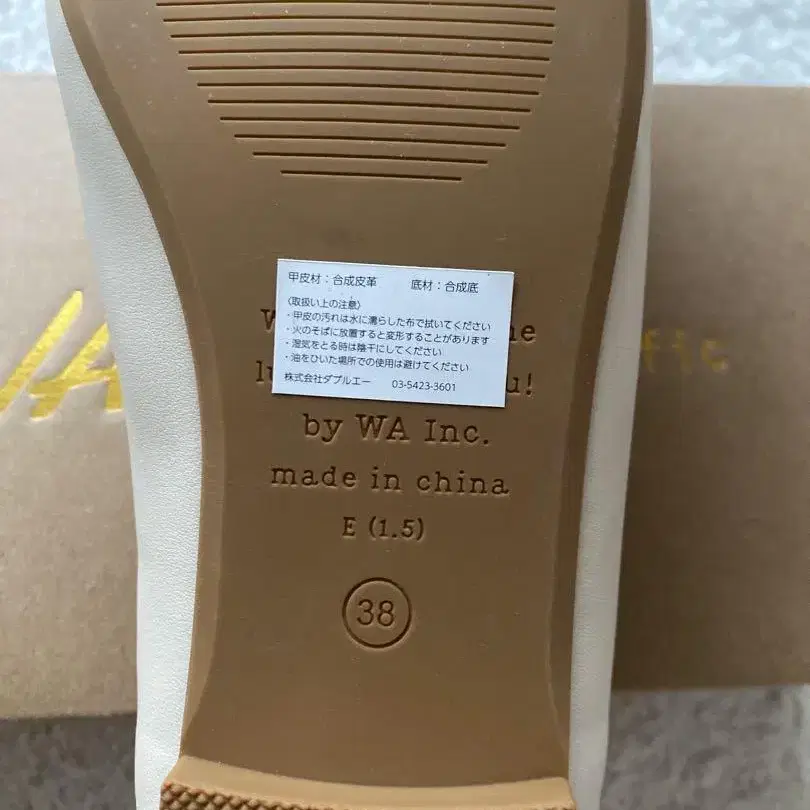 甲皮材：合成皮革　底材：合成底
〈取扱い上の注意〉
・甲皮の汚れは水に濡らした布で拭いてください
・火のそばに放置すると変形することがあります
・湿気をとる時は陰干にしてください
・油をひいた場所での使用は避けてください
株式会社ダブルエー　03-5423-3601
by WA Inc.
made in china
E (1.5)
38